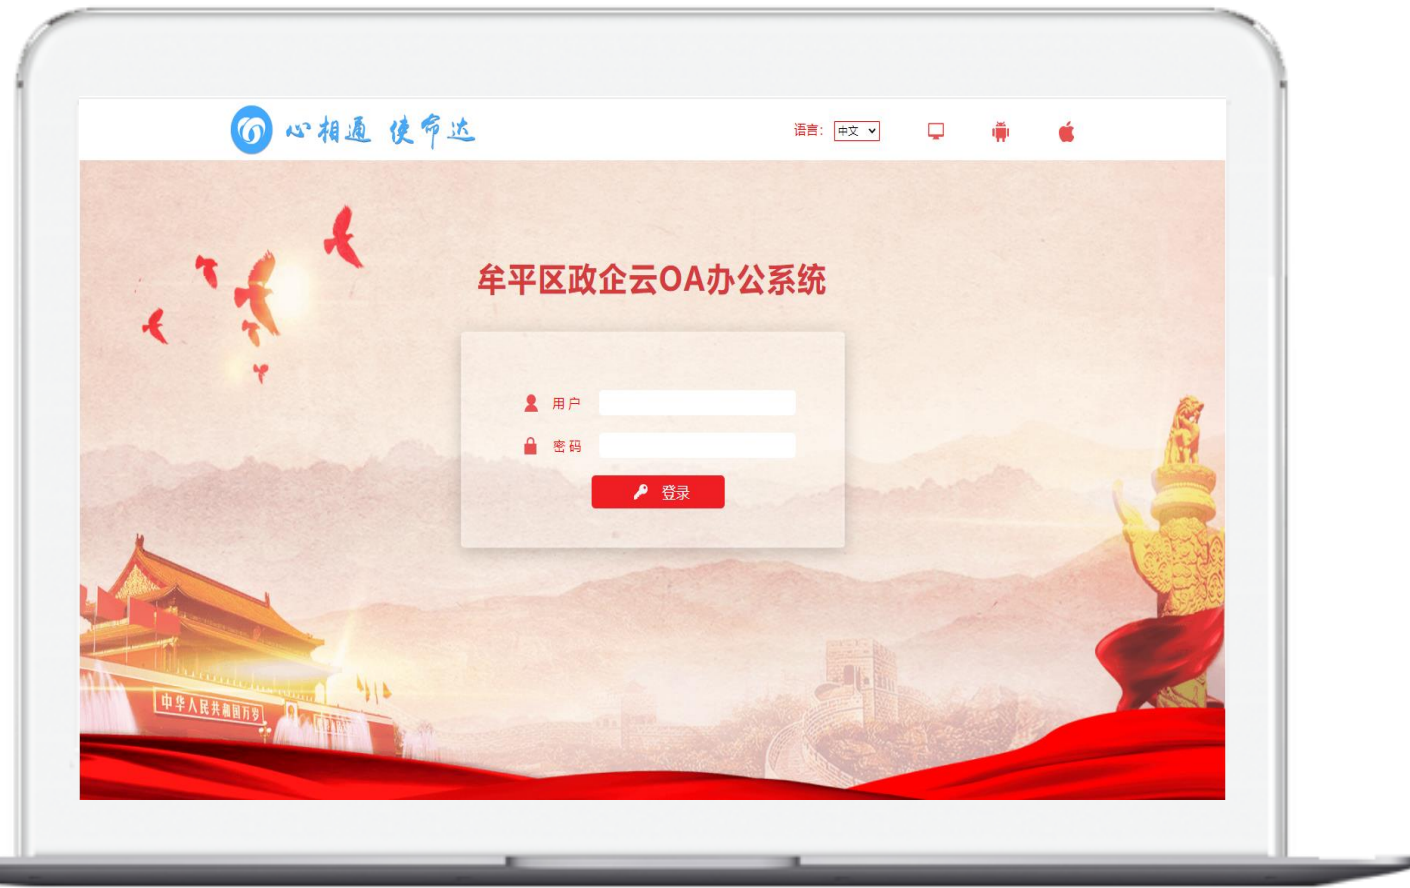 心相通 使命达
语言： 中文
牟平区政企云OA办公系统
用户
密码
登录
中华人民共和国万岁